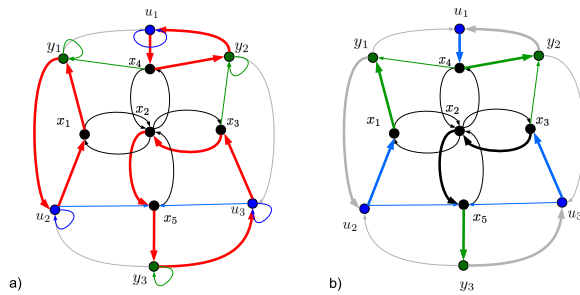 u₁
y₁
y₂
x₄
x₂
x₁
x₃
u₂
u₃
x₅
y₃
a)
u₁
y₁
y₂
x₄
x₂
x₁
x₃
u₂
u₃
x₅
y₃
b)